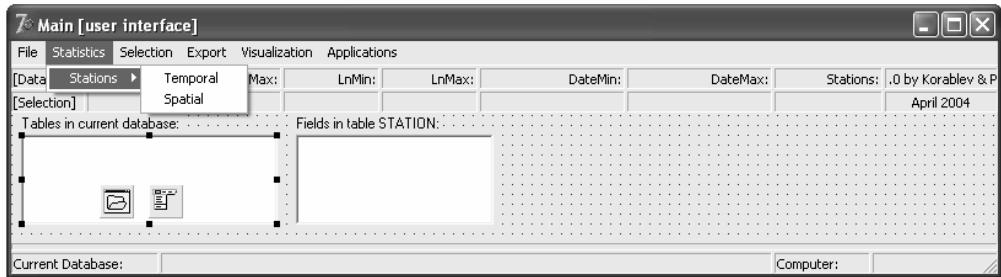 Main [user interface]
File Statistics Selection Export Visualization Applications
[Data Max: LnMin: LnMax: DateMin: DateMax: Stations: .0 by Korablev & P
Stations Temporal
Spatial
[Selection] April 2004
Tables in current database: Fields in table STATION:
Current Database: Computer: